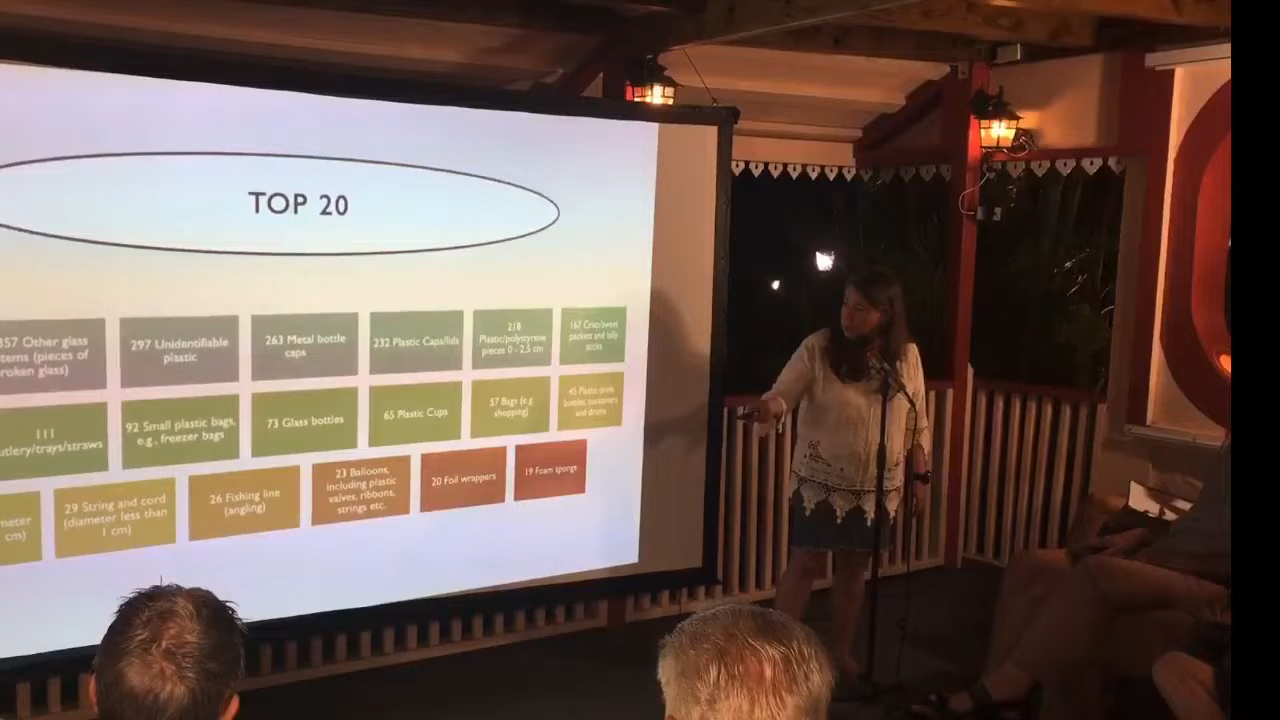 TOP 20
357 Other glass
items (pieces of
broken glass)
297 Unidentifiable
plastic
263 Metal bottle
caps
232 Plastic Caps/lids
218
Plastic/polystyrene
pieces 0 - 2.5 cm
167 Crisp/sweet
packets and lolly
sticks
111
utlery/trays/straws
92 Small plastic bags,
e.g., freezer bags
73 Glass bottles
65 Plastic Cups
57 Bags (e.g
shopping)
45 Plastic drink
bottles, containers
and drums
meter
cm)
29 String and cord
(diameter less than
1 cm)
26 Fishing line
(angling)
23 Balloons,
including plastic
valves, ribbons,
strings etc.
20 Foil wrappers
19 Foam sponge